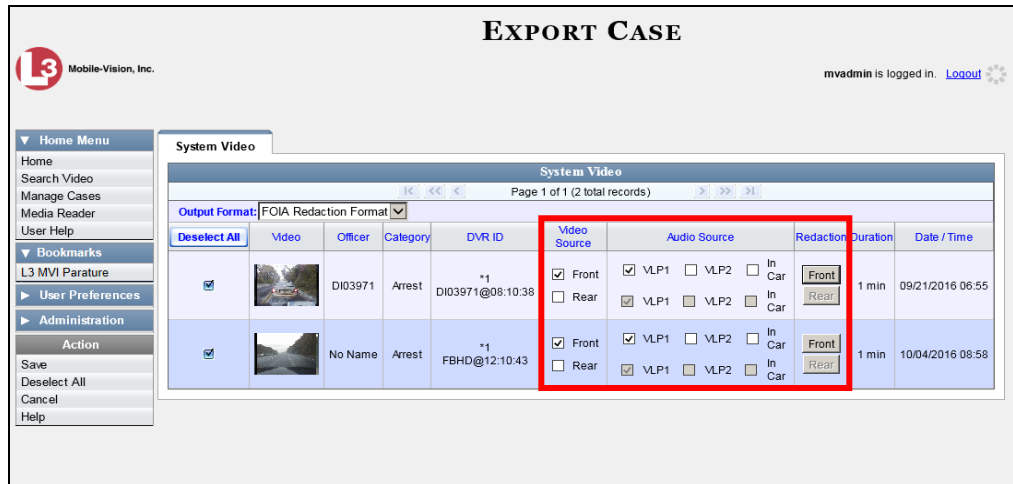 EXPORT CASE
L3 Mobile-Vision, Inc.
mvadmin is logged in. Logout
▼ Home Menu
Home
Search Video
Manage Cases
Media Reader
User Help
▼ Bookmarks
L3 MVI Parature
▶ User Preferences
▶ Administration
Action
Save
Deselect All
Cancel
Help
System Video
System Video
Page 1 of 1 (2 total records)
Output Format: FOIA Redaction Format
Deselect All Video Officer Category DVR ID Video Source Audio Source Redaction Duration Date / Time
DI03971 Arrest *1 DI03971@08:10:38 Front VLP1 VLP2 In Car Front 1 min 09/21/2016 06:55
Rear VLP1 VLP2 In Car Rear
No Name Arrest *1 FBHD@12:10:43 Front VLP1 VLP2 In Car Front 1 min 10/04/2016 08:58
Rear VLP1 VLP2 In Car Rear